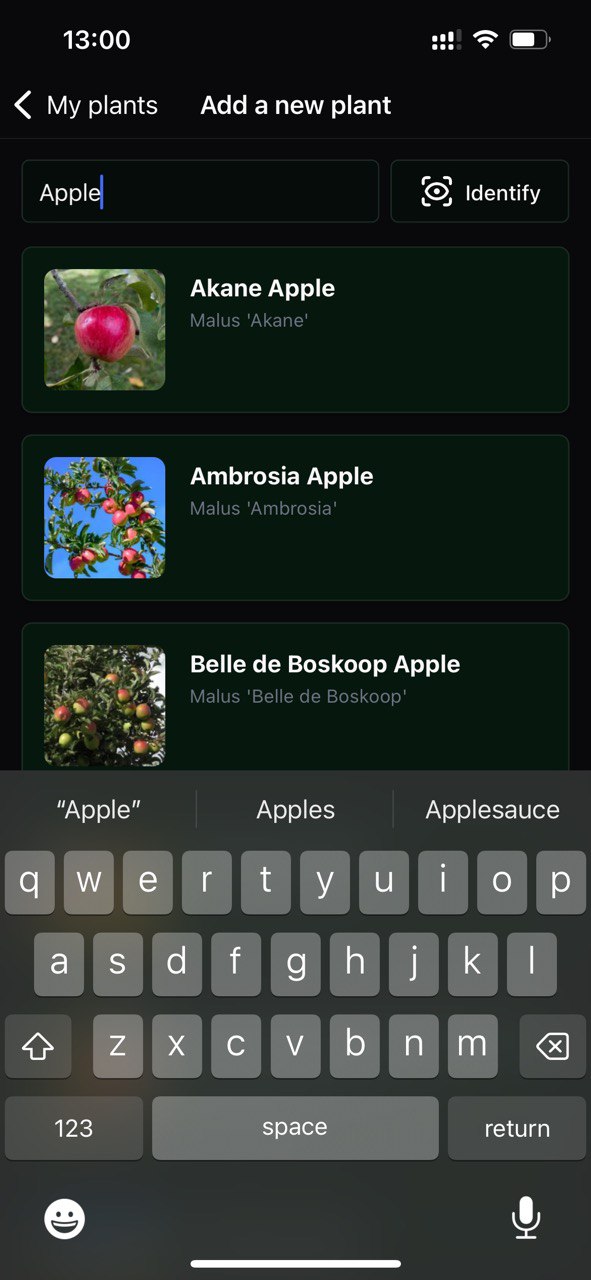 13:00
My plants
Add a new plant
Apple
Identify
Akane Apple
Malus 'Akane'
Ambrosia Apple
Malus 'Ambrosia'
Belle de Boskoop Apple
Malus 'Belle de Boskoop'
“Apple” Apples Applesauce
q w e r t y u i o p
a s d f g h j k l
z x c v b n m
123 space return